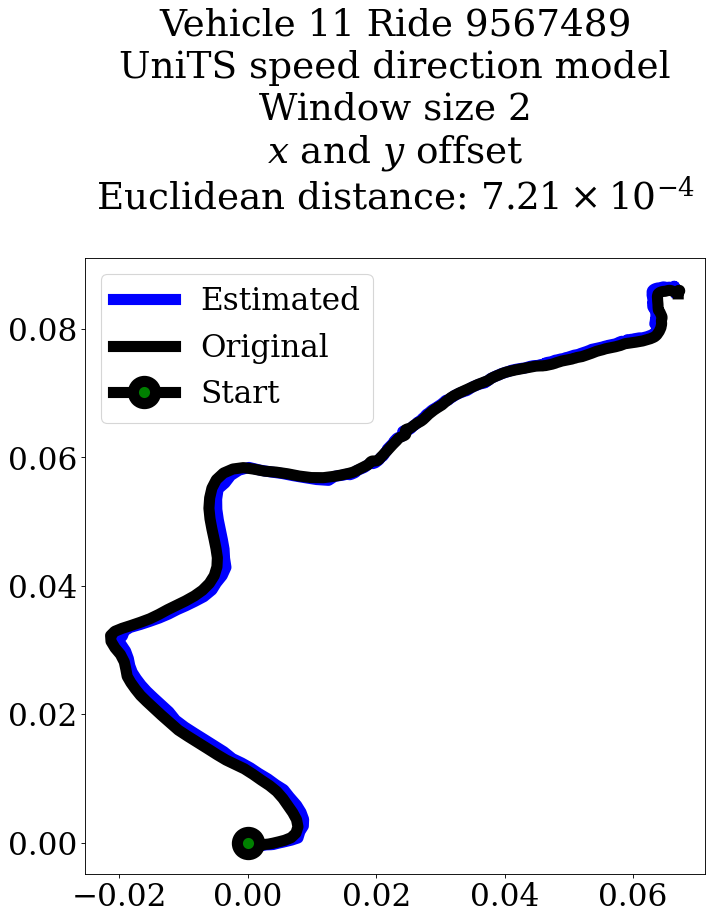 Vehicle 11 Ride 9567489
UniTS speed direction model
Window size 2
x and y offset
Euclidean distance: 7.21 × 10⁻⁴
Estimated
Original
Start
0.08
0.06
0.04
0.02
0.00
−0.02 0.00 0.02 0.04 0.06